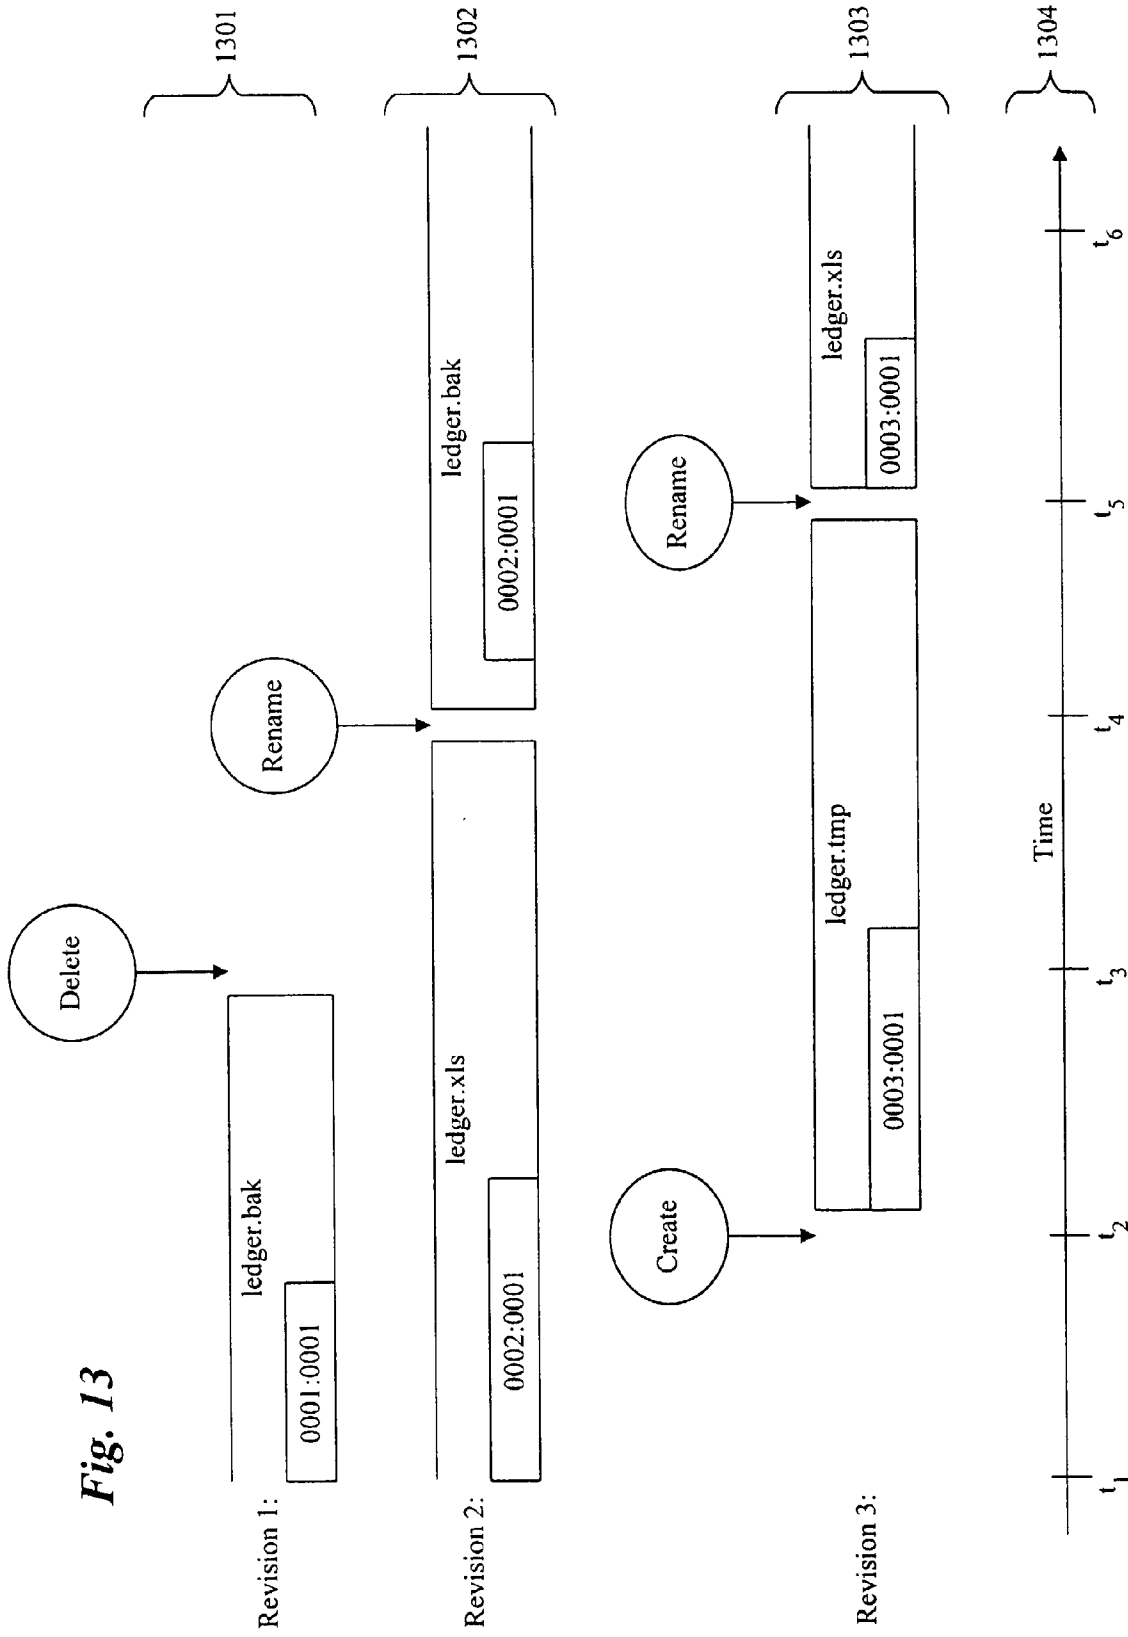 Fig. 13
Delete
Revision 1:
ledger.bak
0001:0001
1301
Rename
Revision 2:
ledger.xls
ledger.bak
0002:0001
0002:0001
1302
Create
Rename
Revision 3:
ledger.tmp
ledger.xls
0003:0001
0003:0001
1303
Time
1304
t1
t2
t3
t4
t5
t6